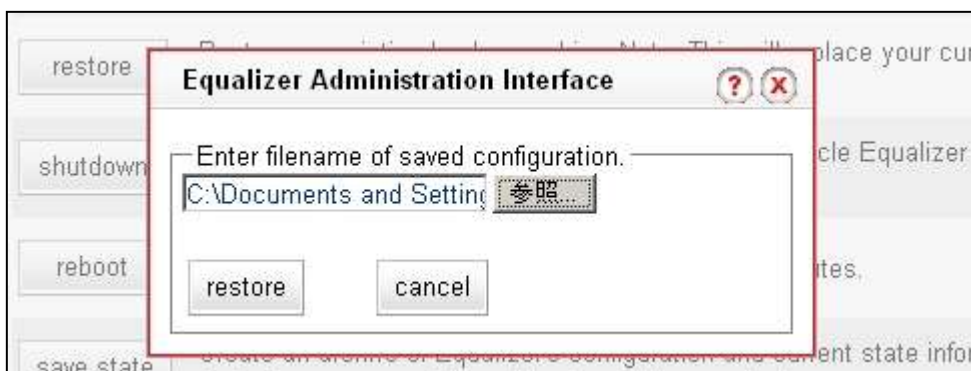 restore
place your cur
Equalizer Administration Interface
? X
shutdown
Enter filename of saved configuration.
cle Equalizer
C:\Documents and Setting
参照...
reboot
tes.
restore cancel
save state
ent state infor